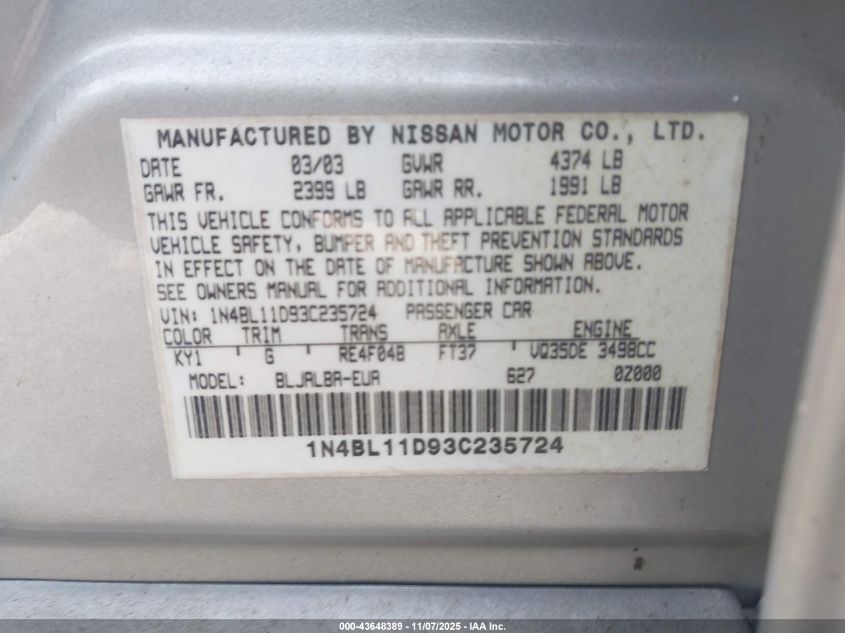 MANUFACTURED BY NISSAN MOTOR CO., LTD.
DATE 03/03 GVWR 4374 LB
GAWR FR. 2399 LB GAWR RR. 1991 LB
THIS VEHICLE CONFORMS TO ALL APPLICABLE FEDERAL MOTOR
VEHICLE SAFETY, BUMPER AND THEFT PREVENTION STANDARDS
IN EFFECT ON THE DATE OF MANUFACTURE SHOWN ABOVE.
SEE OWNERS MANUAL FOR ADDITIONAL INFORMATION.
VIN: 1N4BL11D93C235724 PASSENGER CAR
COLOR TRIM TRANS AXLE ENGINE
KY1 ' G ' RE4F04B FT37 ' VQ35DE 3498CC
MODEL: BLJALBA-EUA 627 0Z000
1N4BL11D93C235724
000-43648389 - 11/07/2025 - IAA Inc.